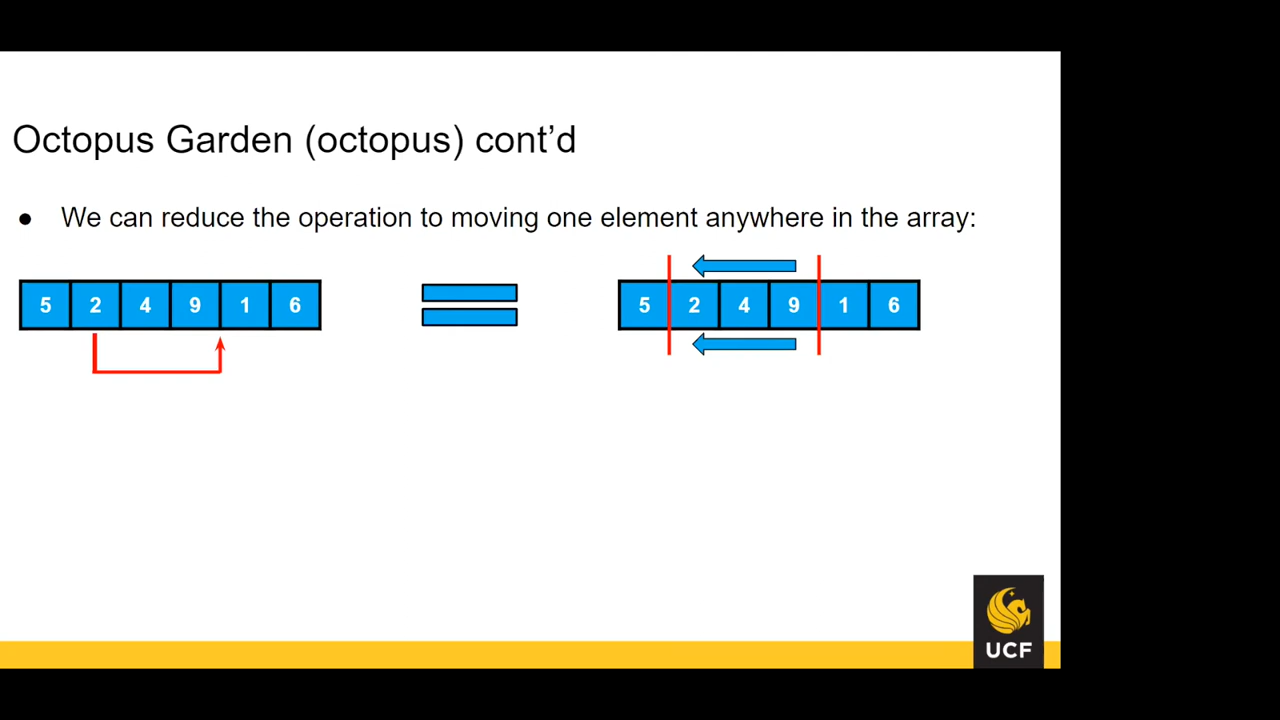 Octopus Garden (octopus) cont’d
● We can reduce the operation to moving one element anywhere in the array:
5 2 4 9 1 6
5 2 4 9 1 6
UCF